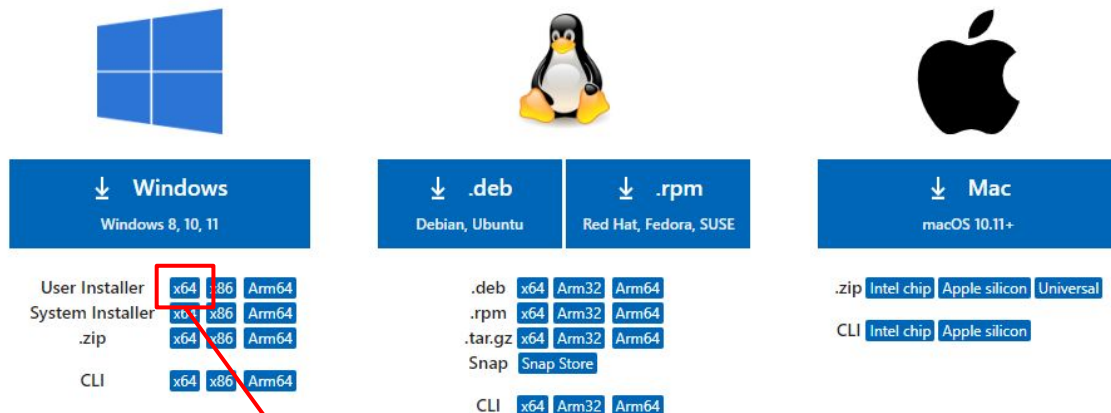 Windows
Windows 8, 10, 11
User Installer x64 x86 Arm64
System Installer x64 x86 Arm64
.zip x64 x86 Arm64
CLI x64 x86 Arm64
.deb
Debian, Ubuntu
.rpm
Red Hat, Fedora, SUSE
.deb x64 Arm32 Arm64
.rpm x64 Arm32 Arm64
.tar.gz x64 Arm32 Arm64
Snap Snap Store
CLI x64 Arm32 Arm64
Mac
macOS 10.11+
.zip Intel chip Apple silicon Universal
CLI Intel chip Apple silicon